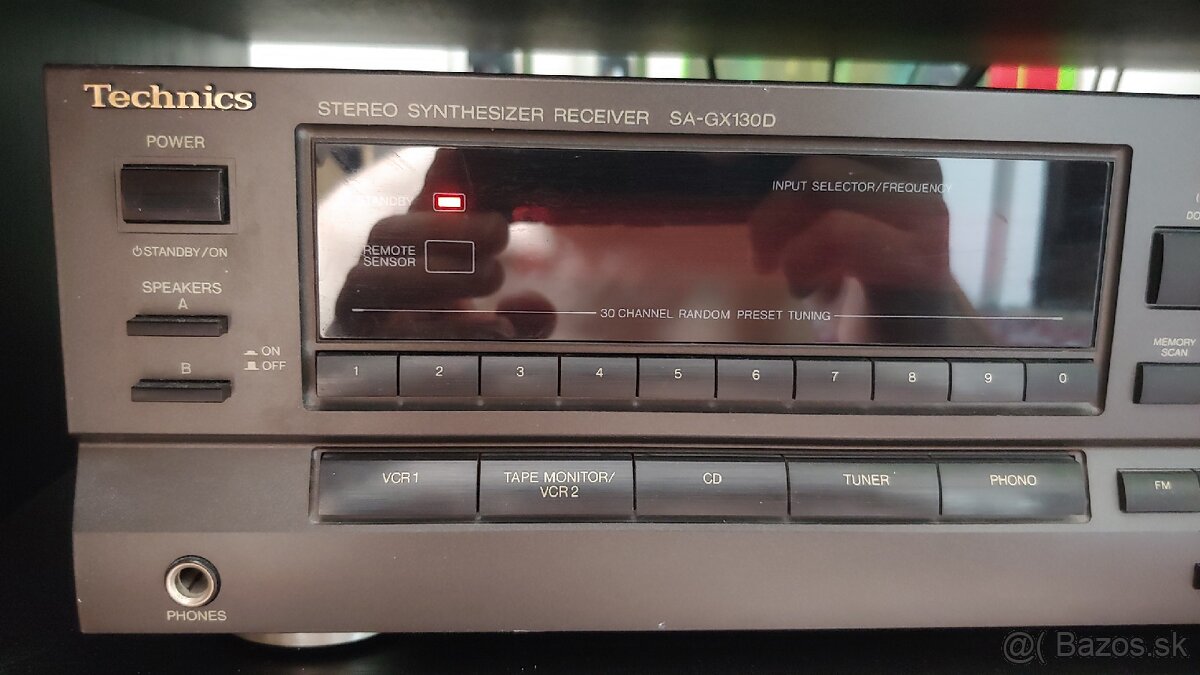 Technics
STEREO SYNTHESIZER RECEIVER SA-GX130D
POWER
STANDBY/ON
SPEAKERS
A
B
ON
OFF
STANDBY
REMOTE
SENSOR
INPUT SELECTOR/FREQUENCY
30 CHANNEL RANDOM PRESET TUNING
1 2 3 4 5 6 7 8 9 0
MEMORY
SCAN
VCR 1
TAPE MONITOR/
VCR 2
CD
TUNER
PHONO
FM
PHONES
@( Bazos.sk